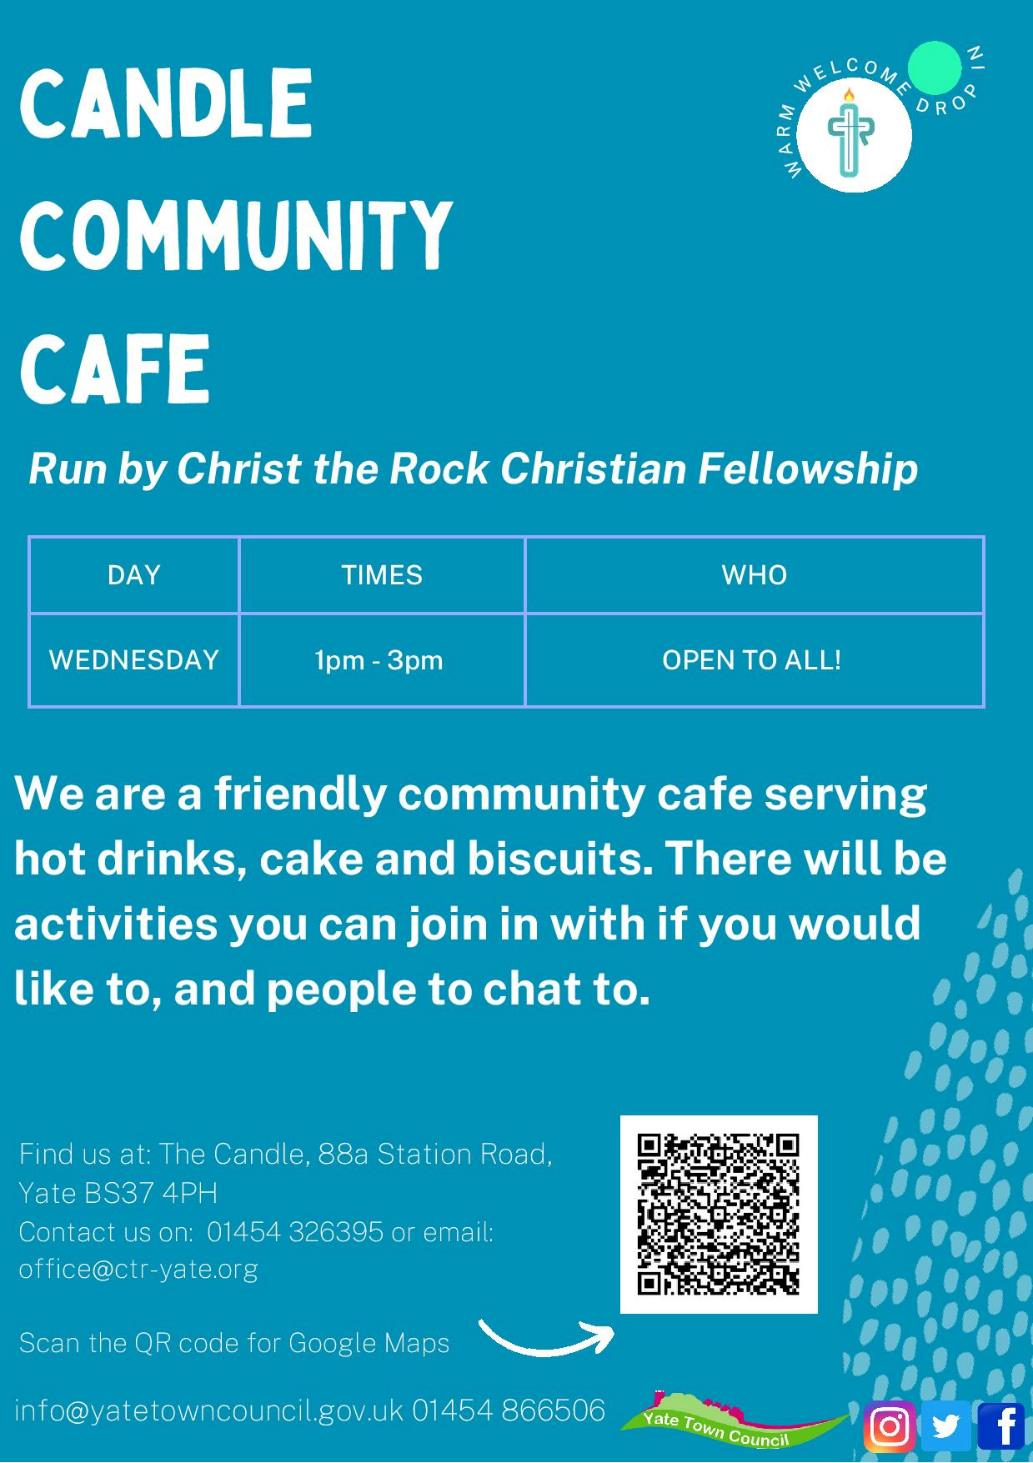 CANDLE
COMMUNITY
CAFE
WARM WELCOME DROP IN
Run by Christ the Rock Christian Fellowship
DAY TIMES WHO
WEDNESDAY 1pm - 3pm OPEN TO ALL!
We are a friendly community cafe serving
hot drinks, cake and biscuits. There will be
activities you can join in with if you would
like to, and people to chat to.
Find us at: The Candle, 88a Station Road,
Yate BS37 4PH
Contact us on: 01454 326395 or email:
office@ctr-yate.org
Scan the QR code for Google Maps
info@yatetowncouncil.gov.uk 01454 866506
Yate Town Council